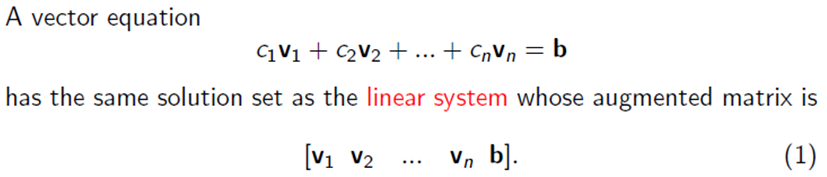 A vector equation
c₁v₁ + c₂v₂ + ... + cₙvₙ = b
has the same solution set as the linear system whose augmented matrix is
[v₁ v₂ ... vₙ b]. (1)